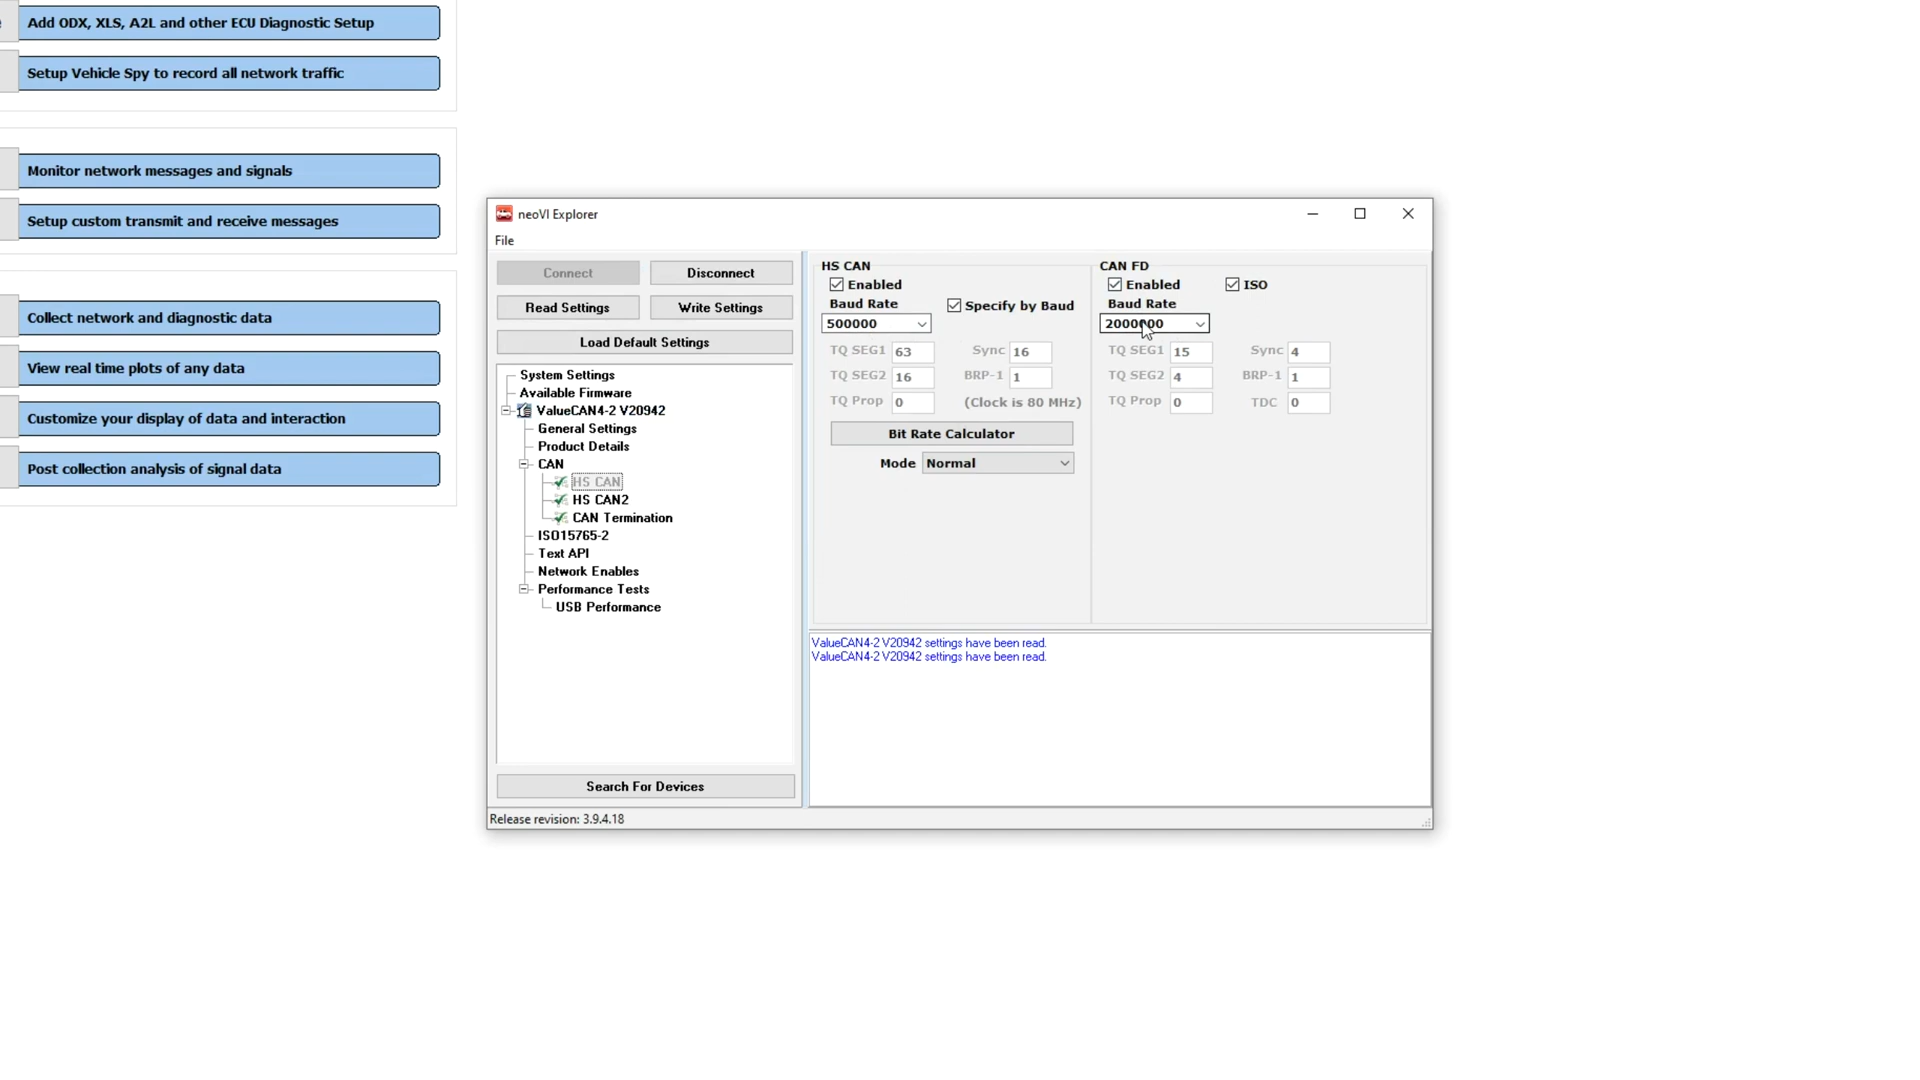 e
Add ODX, XLS, A2L and other ECU Diagnostic Setup
Setup Vehicle Spy to record all network traffic
Monitor network messages and signals
Setup custom transmit and receive messages
Collect network and diagnostic data
View real time plots of any data
Customize your display of data and interaction
Post collection analysis of signal data
neoVI Explorer
File
Connect Disconnect
Read Settings Write Settings
Load Default Settings
System Settings
Available Firmware
ValueCAN4-2 V20942
General Settings
Product Details
CAN
HS CAN
HS CAN2
CAN Termination
ISO15765-2
Text API
Network Enables
Performance Tests
USB Performance
Search For Devices
HS CAN
Enabled
Baud Rate
Specify by Baud
500000
TQ SEG1 63 Sync 16
TQ SEG2 16 BRP-1 1
TQ Prop 0 (Clock is 80 MHz)
Bit Rate Calculator
Mode Normal
CAN FD
Enabled ISO
Baud Rate
2000000
TQ SEG1 15 Sync 4
TQ SEG2 4 BRP-1 1
TQ Prop 0 TDC 0
ValueCAN4-2 V20942 settings have been read.
ValueCAN4-2 V20942 settings have been read.
Release revision: 3.9.4.18